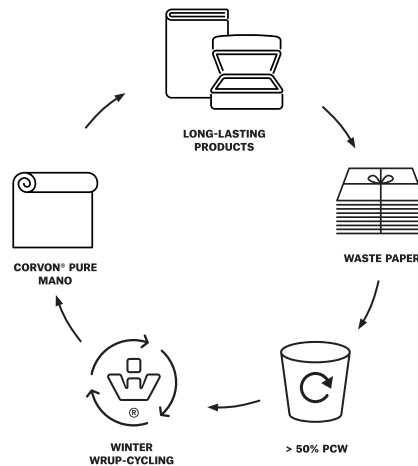 LONG-LASTING
PRODUCTS
WASTE PAPER
> 50% PCW
®
WINTER
WRUP-CYCLING
CORVON® PURE
MANO